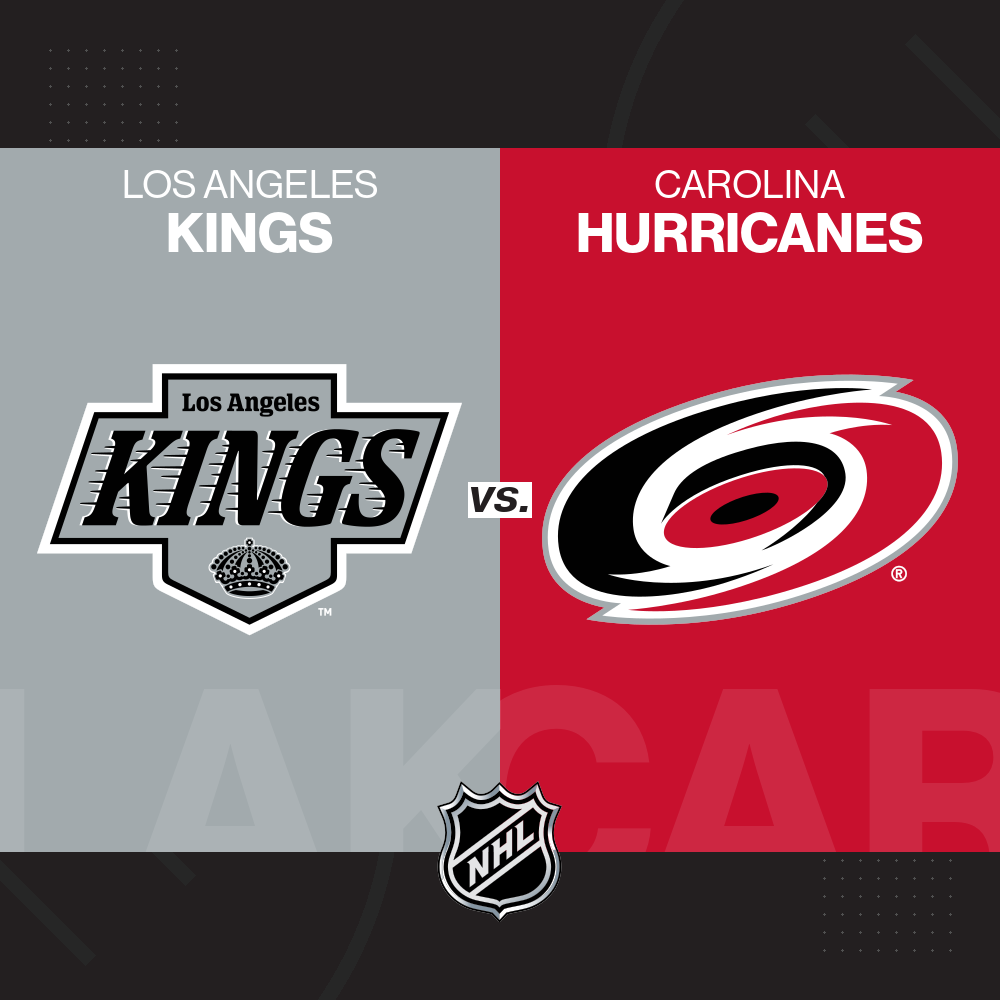 LOS ANGELES
KINGS
CAROLINA
HURRICANES
Los Angeles
KINGS
TM
vs.
®
LAK
CAR
NHL